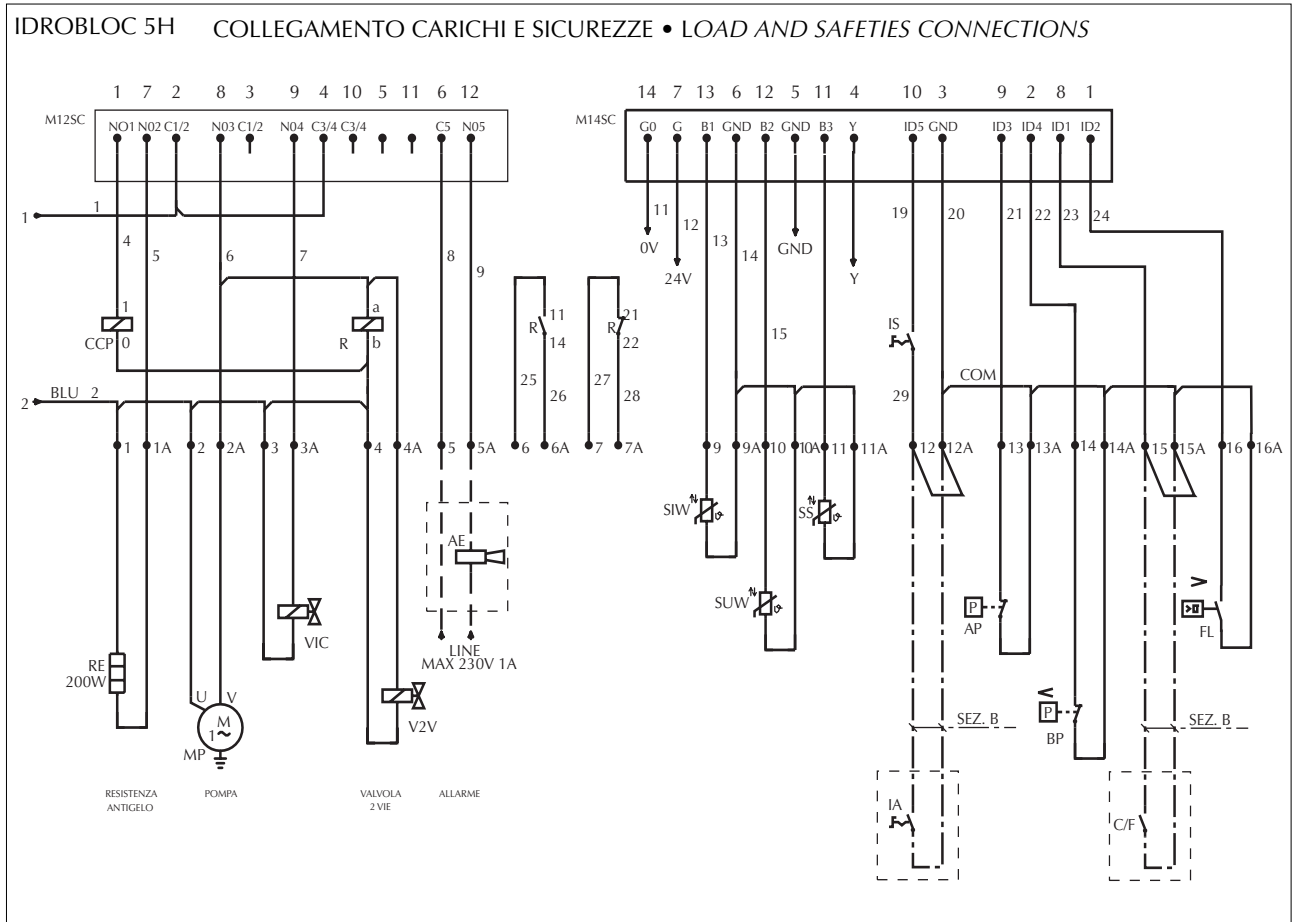 IDROBLOC 5H COLLEGAMENTO CARICHI E SICUREZZE • LOAD AND SAFETIES CONNECTIONS
1 7 2 8 3 9 4 10 5 11 6 12 14 7 13 6 12 5 11 4 10 3 9 2 8 1
M12SC NO1 N02 C1/2 N03 C1/2 N04 C3/4 C3/4 C5 N05 M14SC G0 G B1 GND B2 GND B3 Y ID5 GND ID3 ID4 ID1 ID2
1 1 11 12 19 20 21 22 23 24
4 5 6 7 8 9 0V 13 14 GND
24V Y
1 a 11 21 15 IS
R R
CCP 0 R b 14 22
25 26 27 28 29 COM
2 BLU 2
1 1A 2 2A 3 3A 4 4A 5 5A 6 6A 7 7A 9 9A 10 10A 11 11A 12 12A 13 13A 14 14A 15 15A 16 16A
SIW SS
AE
SUW > >
P AP FL
VIC
LINE
MAX 230V 1A
RE
200W
U V V2V <
M
1~
MP
P BP
SEZ. B SEZ. B
RESISTENZA
ANTIGELO
POMPA
VALVOLA
2 VIE
ALLARME
IA C/F